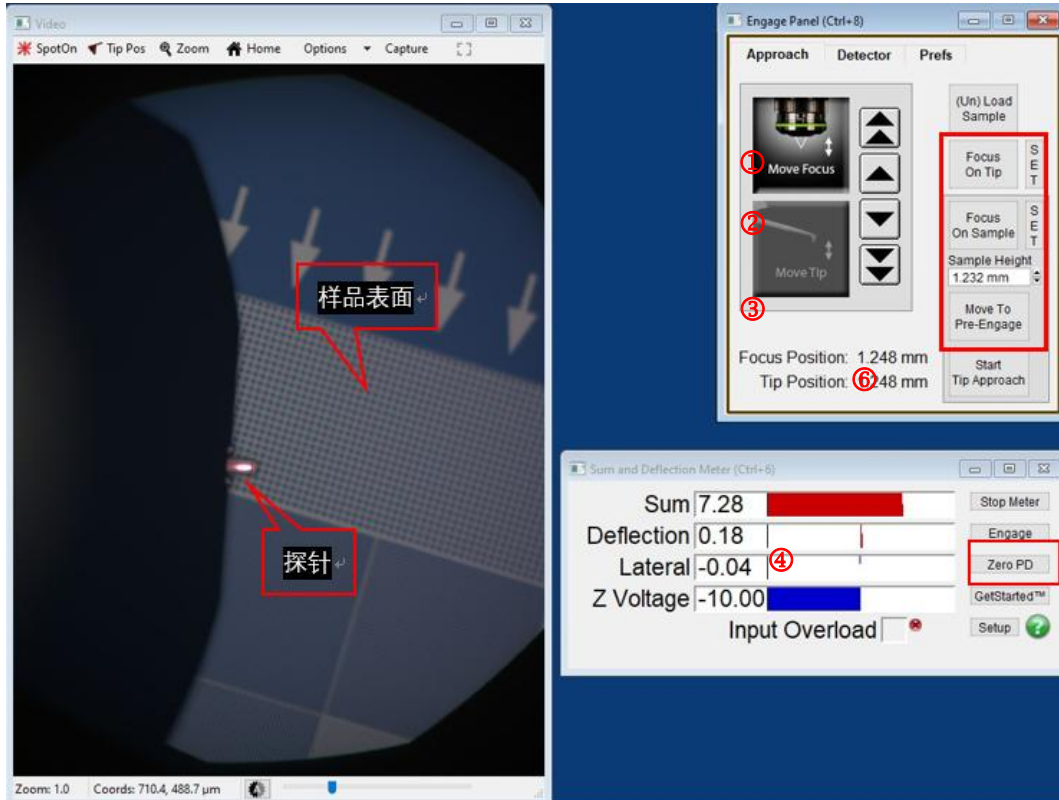 Video
SpotOn Tip Pos Zoom Home Options Capture
样品表面
探针
Zoom: 1.0 Coords: 710.4, 488.7 µm
Engage Panel (Ctrl+8)
Approach Detector Prefs
① Move Focus
②
Move Tip
③
(Un) Load
Sample
Focus
On Tip
SET
Focus
On Sample
SET
Sample Height
1.232 mm
Move To
Pre-Engage
Focus Position: 1.248 mm
Tip Position: ⑥248 mm
Start
Tip Approach
Sum and Deflection Meter (Ctrl+6)
Sum 7.28 Stop Meter
Deflection 0.18 Engage
Lateral -0.04 ④ Zero PD
Z Voltage -10.00 GetStarted™
Input Overload Setup ?